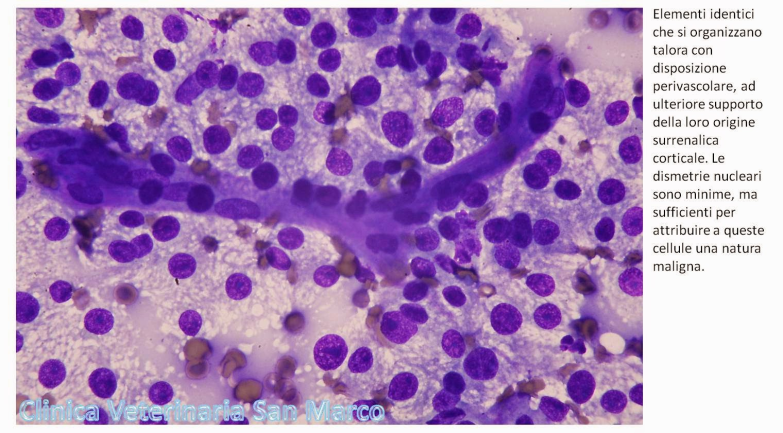 Elementi identici
che si organizzano
talora con
disposizione
perivascolare, ad
ulteriore supporto
della loro origine
surrenalica
corticale. Le
dismetrie nucleari
sono minime, ma
sufficienti per
attribuire a queste
cellule una natura
maligna.
Clinica Veterinaria San Marco